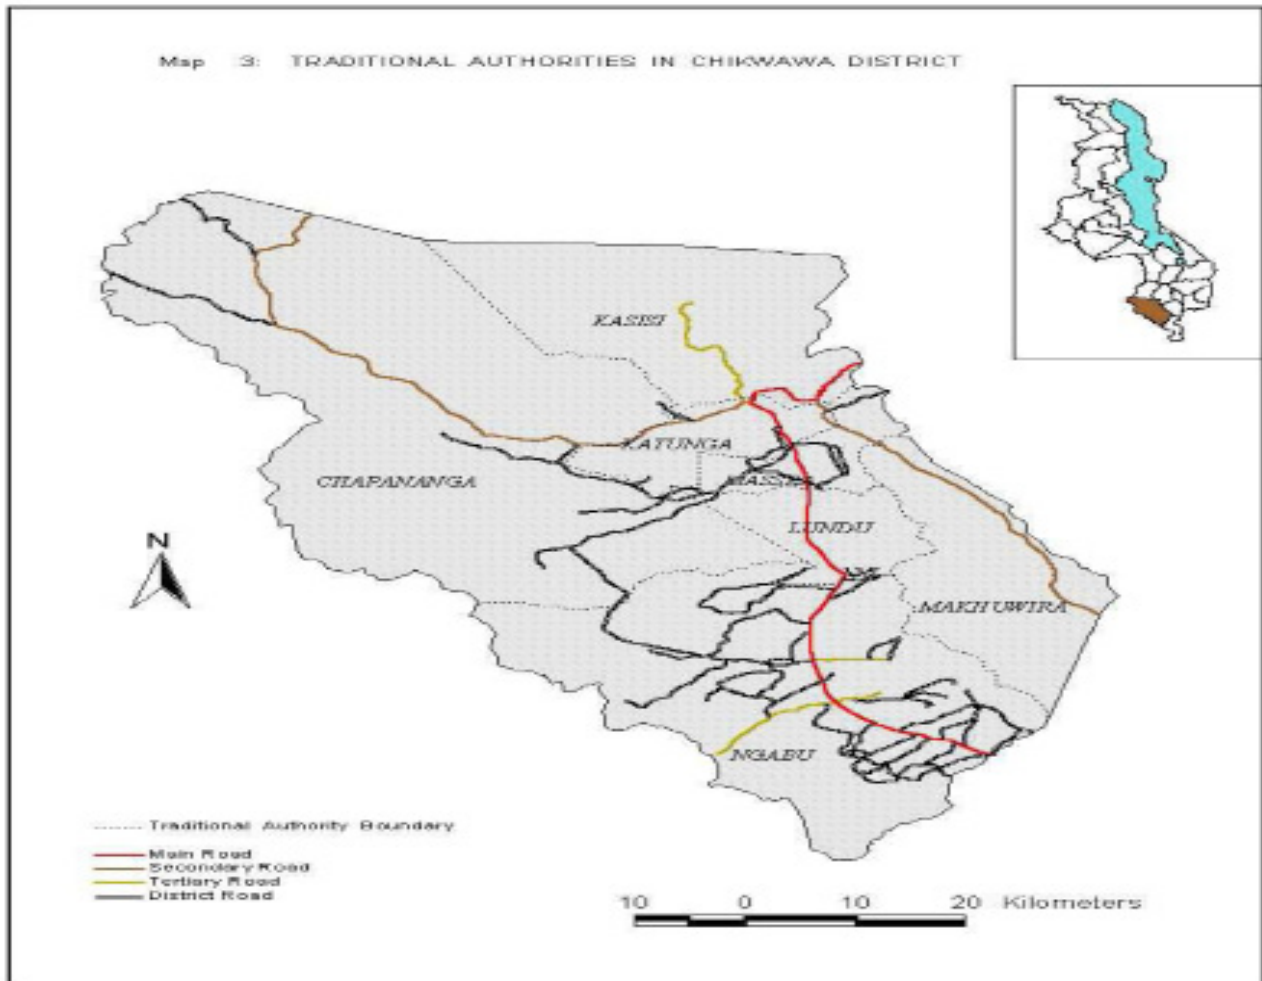 Map 3: TRADITIONAL AUTHORITIES IN CHIKWAWA DISTRICT
KASISI
KATUNGA
CHAPANANGA
LUNDU
MAKHUWIRA
N
NGABU
Traditional Authority Boundary
Main Road
Secondary Road
Tertiary Road
District Road
10 0 10 20 Kilometers